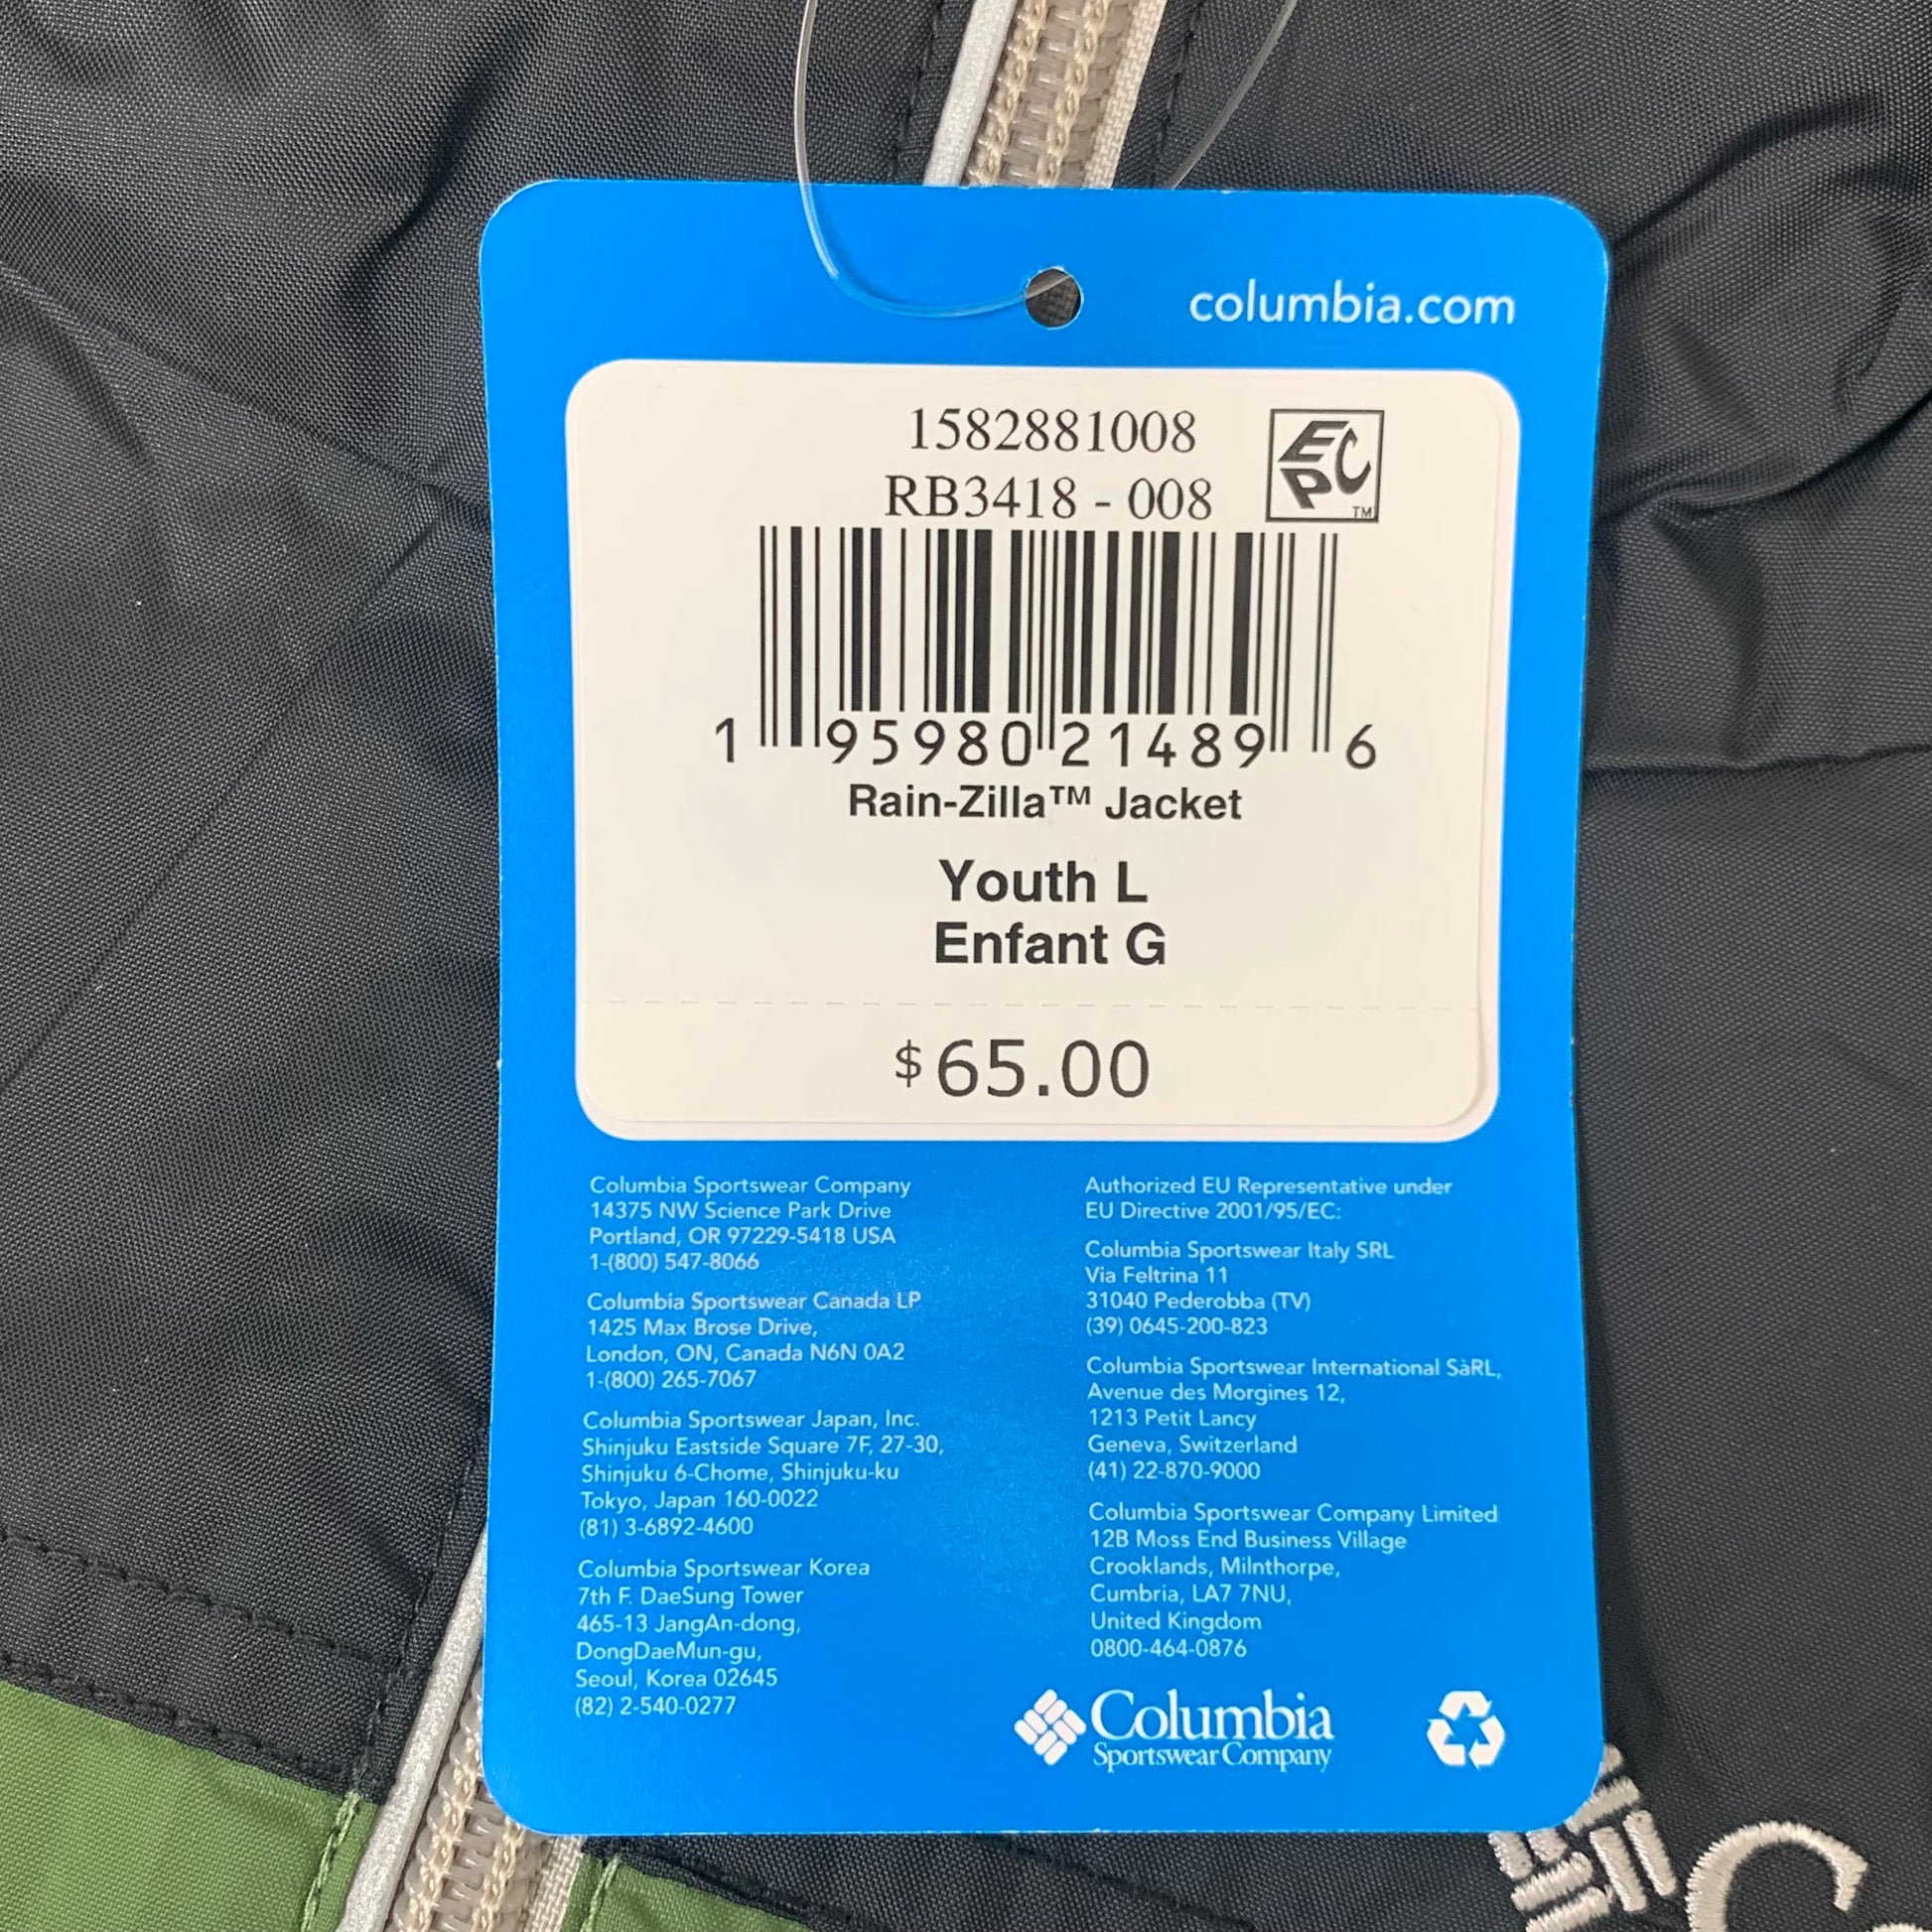 columbia.com
1582881008
RB3418 - 008
EPC
TM
1 95980 21489 6
Rain-Zilla™ Jacket
Youth L
Enfant G
$65.00
Columbia Sportswear Company
14375 NW Science Park Drive
Portland, OR 97229-5418 USA
1-(800) 547-8066
Columbia Sportswear Canada LP
1425 Max Brose Drive,
London, ON, Canada N6N 0A2
1-(800) 265-7067
Columbia Sportswear Japan, Inc.
Shinjuku Eastside Square 7F, 27-30,
Shinjuku 6-Chome, Shinjuku-ku
Tokyo, Japan 160-0022
(81) 3-6892-4600
Columbia Sportswear Korea
7th F. DaeSung Tower
465-13 JangAn-dong,
DongDaeMun-gu,
Seoul, Korea 02645
(82) 2-540-0277
Authorized EU Representative under
EU Directive 2001/95/EC:
Columbia Sportswear Italy SRL
Via Feltrina 11
31040 Pederobba (TV)
(39) 0645-200-823
Columbia Sportswear International SàRL,
Avenue des Morgines 12,
1213 Petit Lancy
Geneva, Switzerland
(41) 22-870-9000
Columbia Sportswear Company Limited
12B Moss End Business Village
Crooklands, Milnthorpe,
Cumbria, LA7 7NU,
United Kingdom
0800-464-0876
Columbia
Sportswear Company